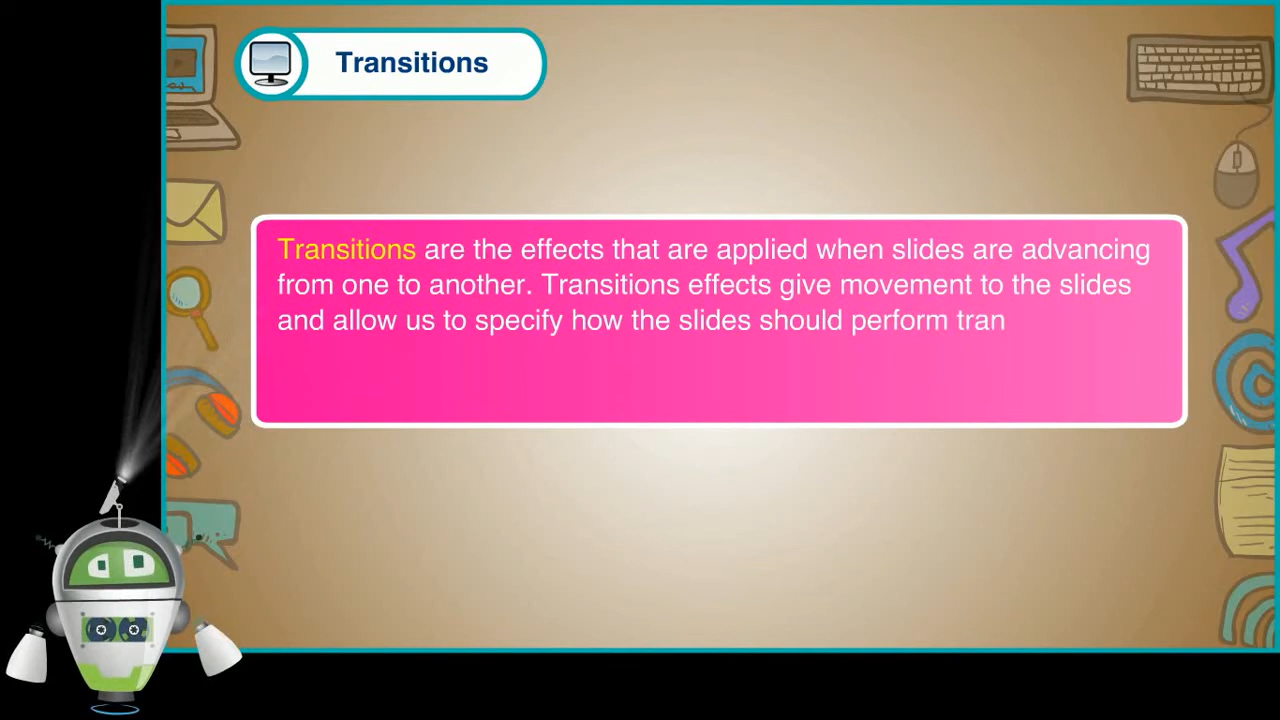 Transitions
Transitions are the effects that are applied when slides are advancing
from one to another. Transitions effects give movement to the slides
and allow us to specify how the slides should perform tran